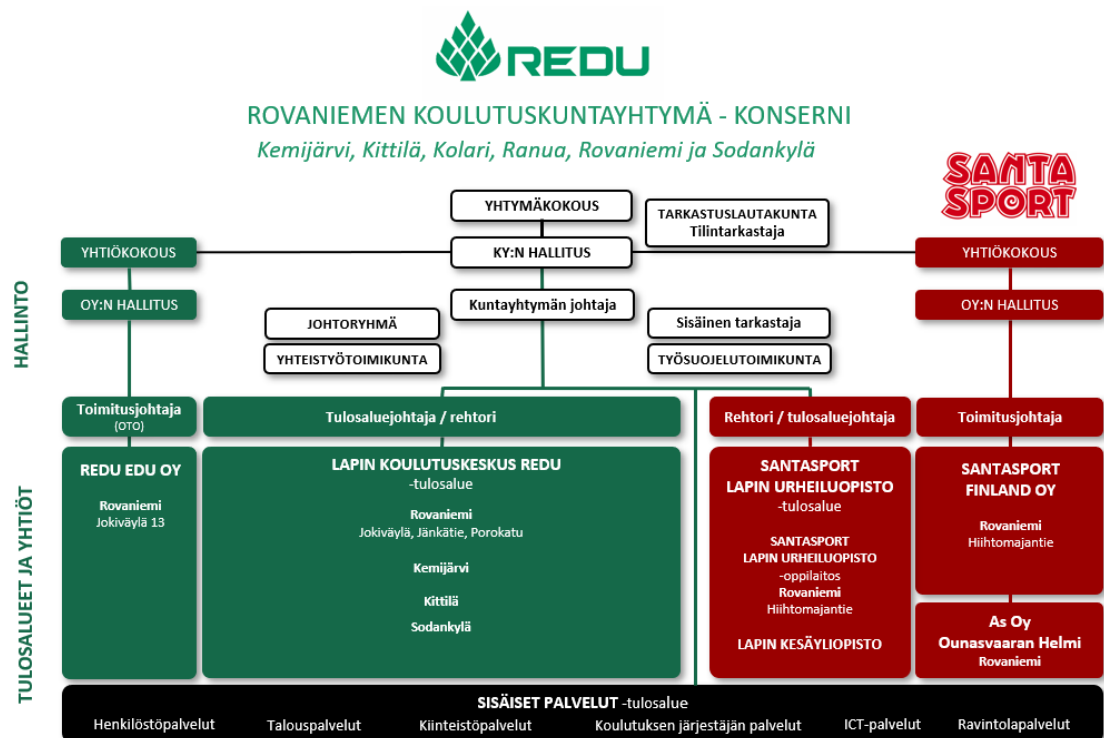 REDU
ROVANIEMEN KOULUTUSKUNTAYHTYMÄ - KONSERNI
Kemijärvi, Kittilä, Kolari, Ranua, Rovaniemi ja Sodankylä
SANTA
SPORT
HALLINTO
YHTYMÄKOKOUS
TARKASTUSLAUTAKUNTA
Tilintarkastaja
YHTIÖKOKOUS
KY:N HALLITUS
YHTIÖKOKOUS
OY:N HALLITUS
Kuntayhtymän johtaja
OY:N HALLITUS
JOHTORYHMÄ
Sisäinen tarkastaja
YHTEISTYÖTOIMIKUNTA
TYÖSUOJELUTOIMIKUNTA
TULOSALUEET JA YHTIÖT
Toimitusjohtaja
(OTO)
Tulosaluejohtaja / rehtori
Rehtori / tulosaluejohtaja
Toimitusjohtaja
REDU EDU OY
Rovaniemi
Jokiväylä 13
LAPIN KOULUTUSKESKUS REDU
-tulosalue
Rovaniemi
Jokiväylä, Jänkätie, Porokatu
Kemijärvi
Kittilä
Sodankylä
SANTASPORT
LAPIN URHEILUOPISTO
-tulosalue
SANTASPORT
LAPIN URHEILUOPISTO
-oppilaitos
Rovaniemi
Hiihtomajantie
LAPIN KESÄYLIOPISTO
SANTASPORT
FINLAND OY
Rovaniemi
Hiihtomajantie
As Oy
Ounasvaaran Helmi
Rovaniemi
SISÄISET PALVELUT -tulosalue
Henkilöstöpalvelut Talouspalvelut Kiinteistöpalvelut Koulutuksen järjestäjän palvelut ICT-palvelut Ravintolapalvelut